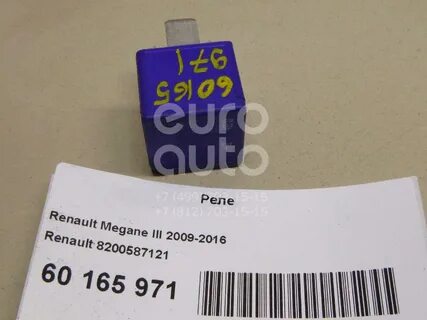 60165
971
euro
auto
Реле
Renault Megane III 2009-2016
Renault 8200587121
60 165 971